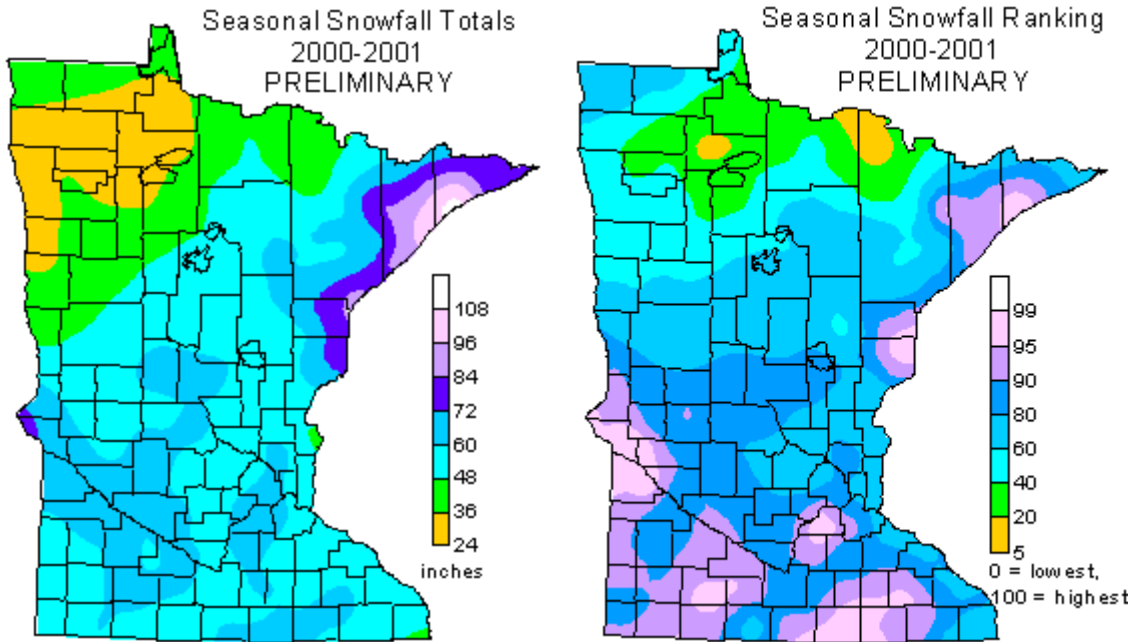 Seasonal Snowfall Totals
2000-2001
PRELIMINARY
108
96
84
72
60
48
36
24
inches
Seasonal Snowfall Ranking
2000-2001
PRELIMINARY
99
95
90
80
60
40
20
5
0 = lowest,
100 = highest